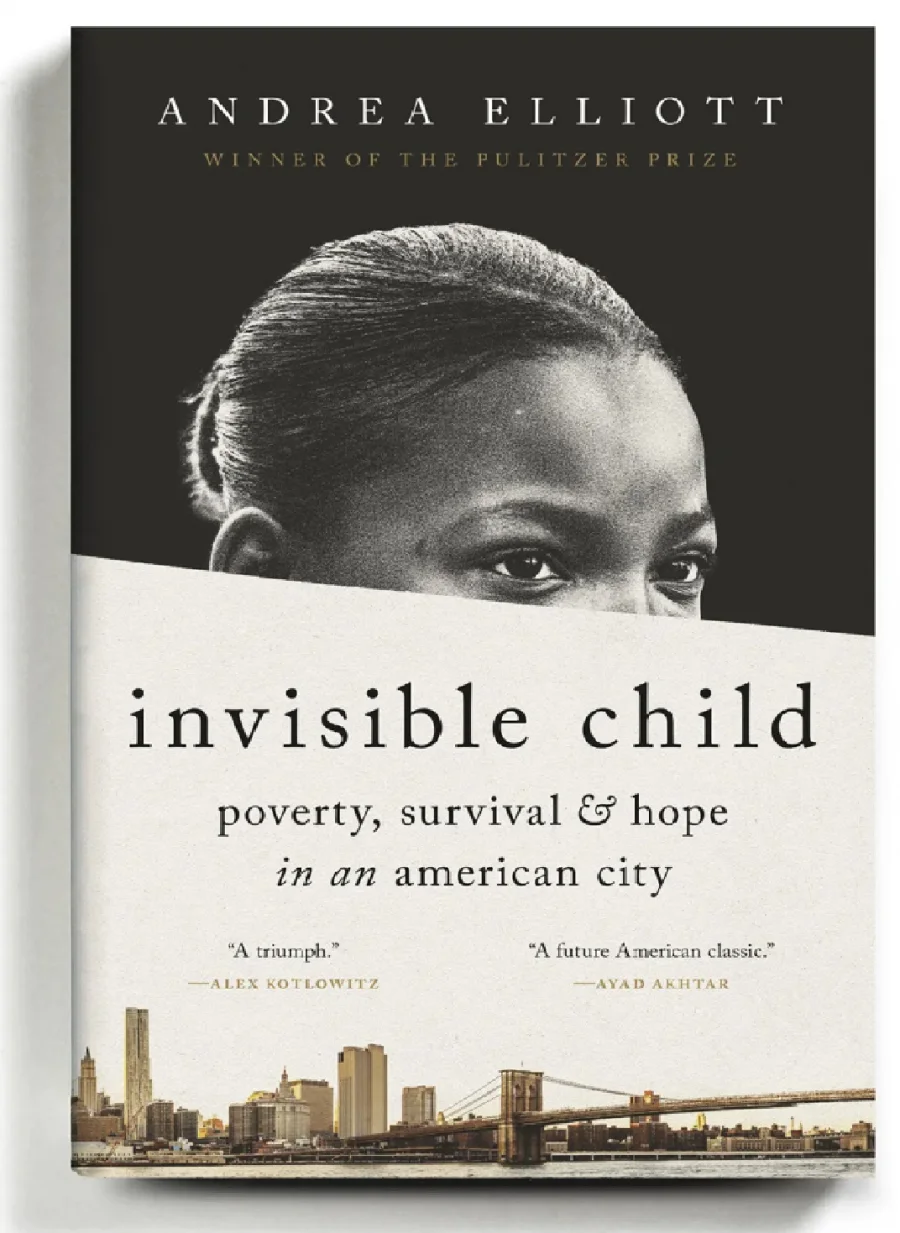 ANDREA ELLIOTT
WINNER OF THE PULITZER PRIZE
invisible child
poverty, survival & hope
in an american city
“A triumph.”
—ALEX KOTLOWITZ
“A future American classic.”
—AYAD AKHTAR